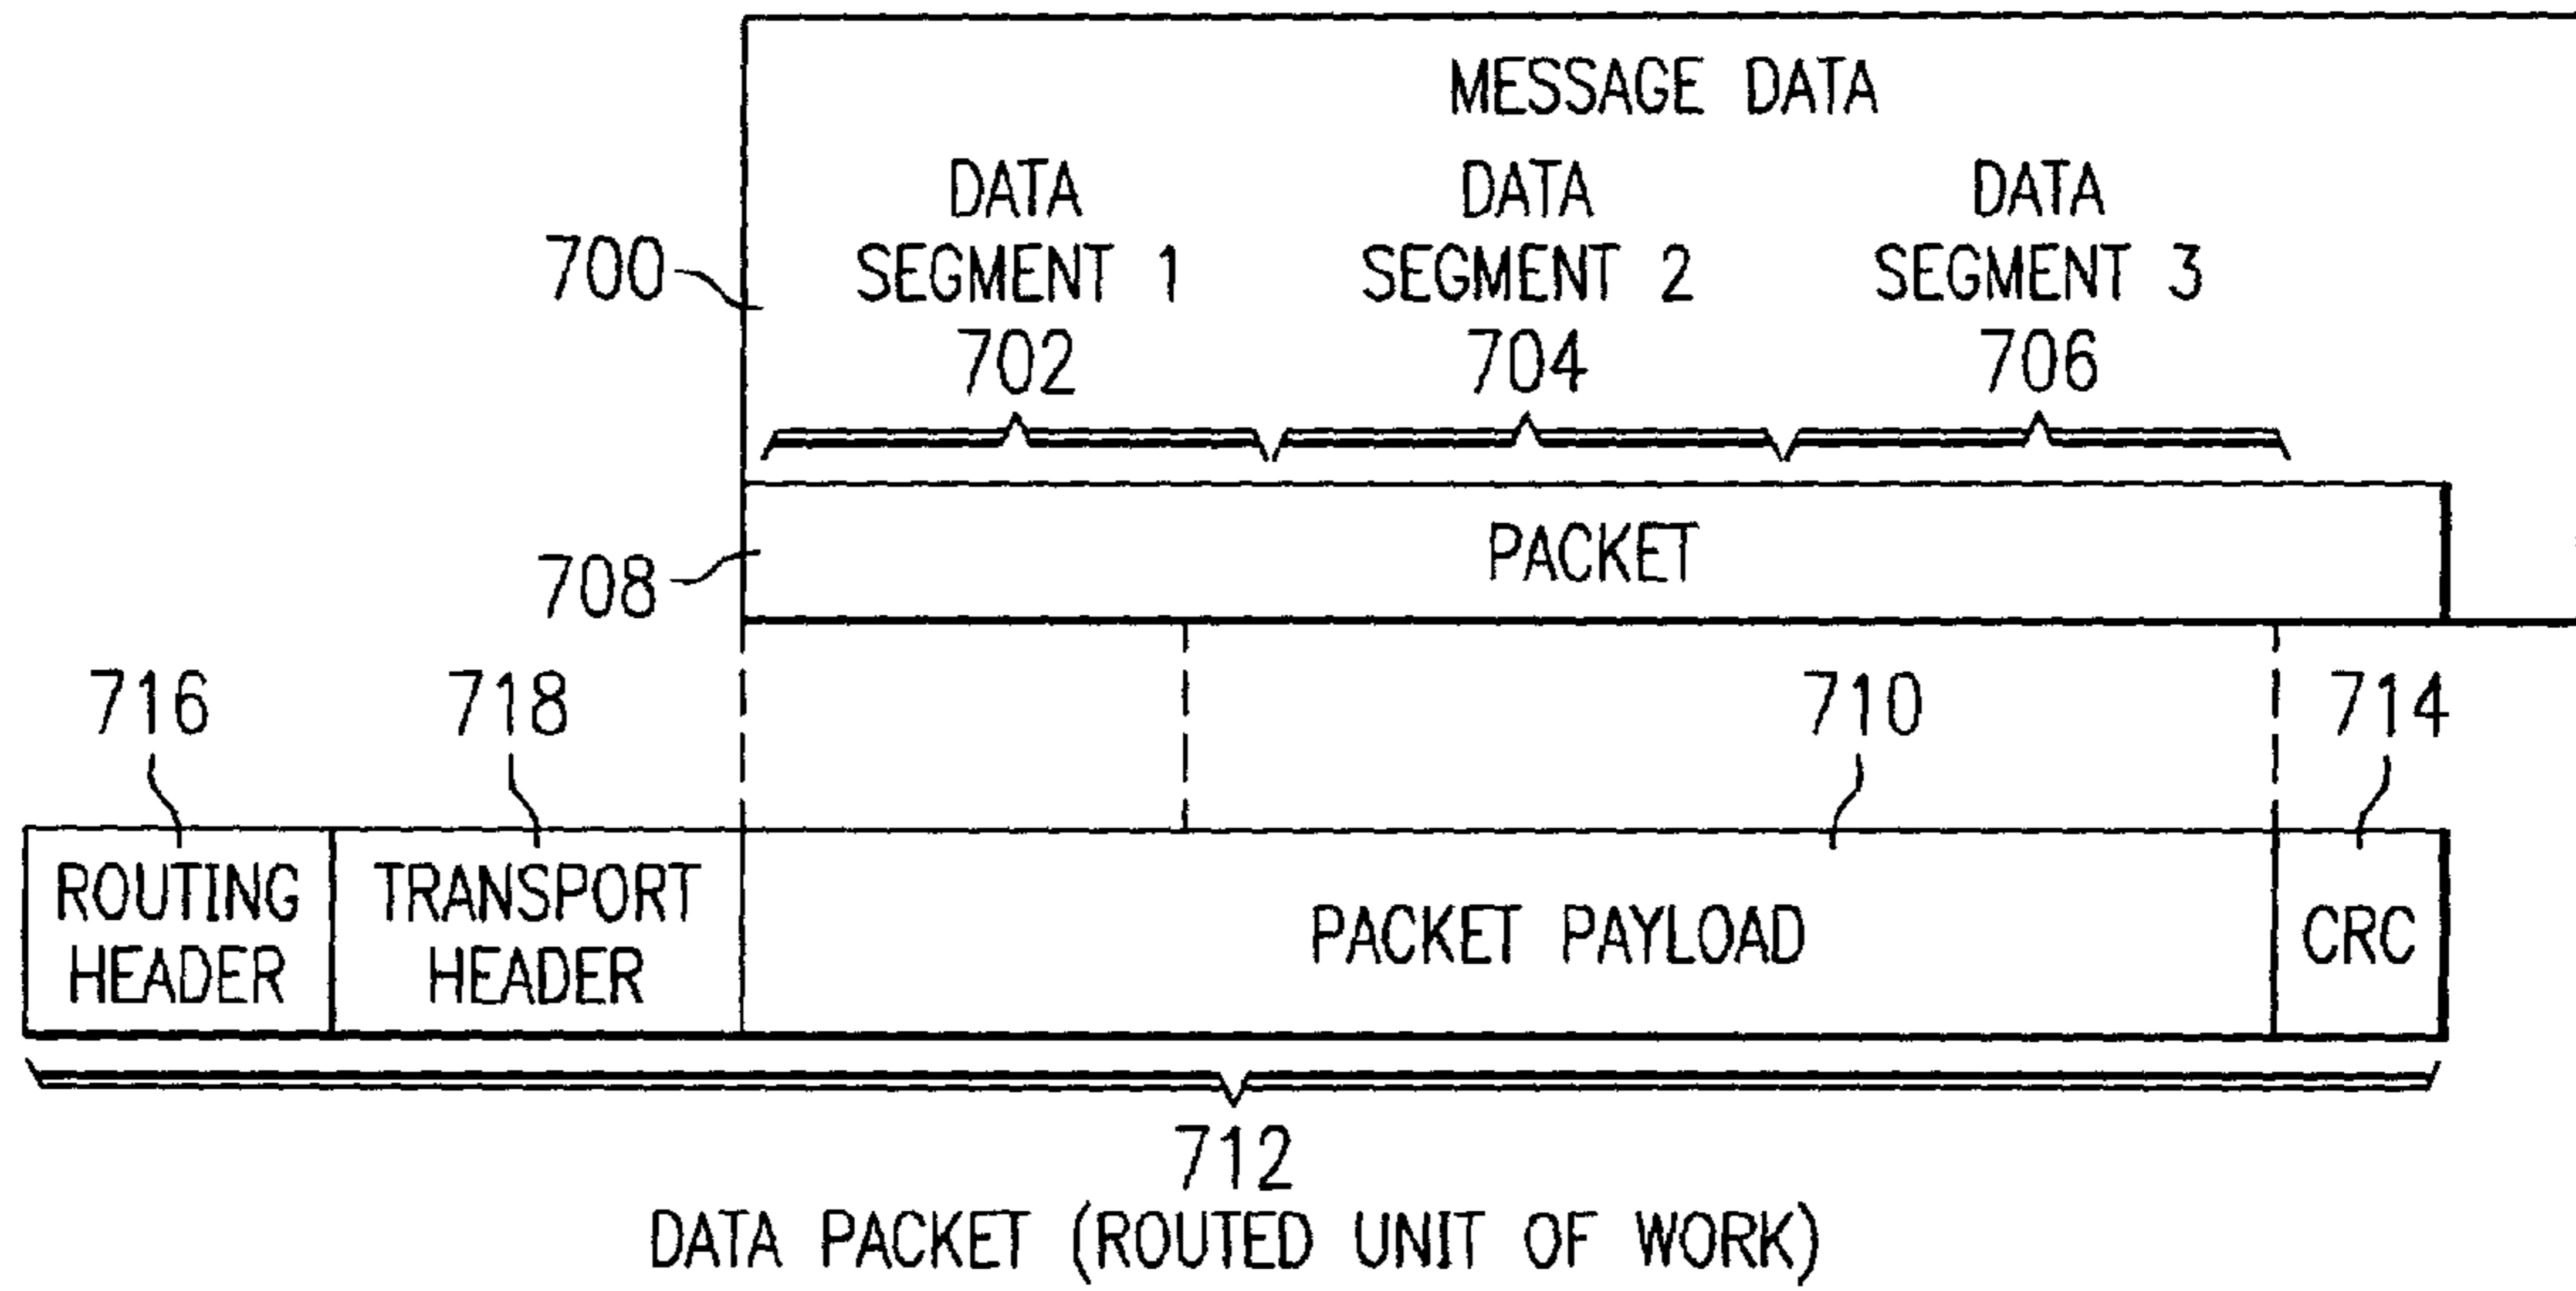 MESSAGE DATA
DATA
SEGMENT 1
702
DATA
SEGMENT 2
704
DATA
SEGMENT 3
706
700
PACKET
708
716
718
710
714
ROUTING
HEADER
TRANSPORT
HEADER
PACKET PAYLOAD
CRC
712
DATA PACKET (ROUTED UNIT OF WORK)